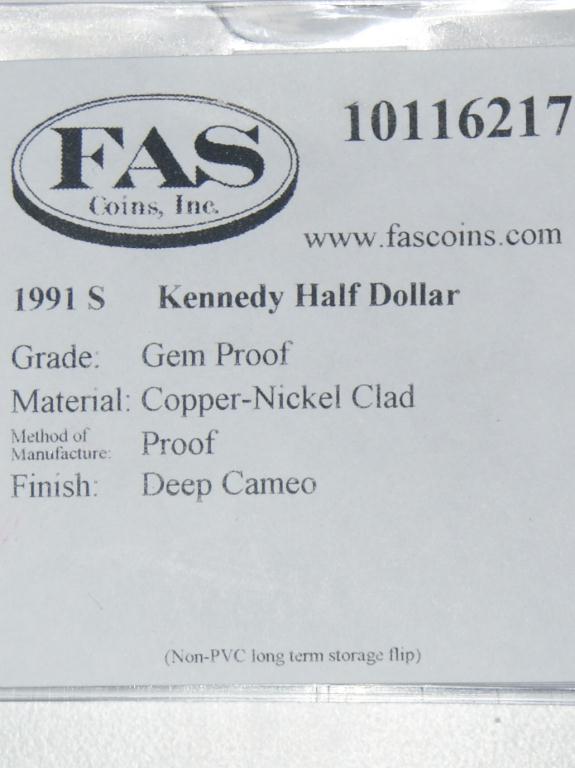 FAS
Coins, Inc.
10116217
www.fascoins.com
1991 S Kennedy Half Dollar
Grade: Gem Proof
Material: Copper-Nickel Clad
Method of
Manufacture: Proof
Finish: Deep Cameo
(Non-PVC long term storage flip)